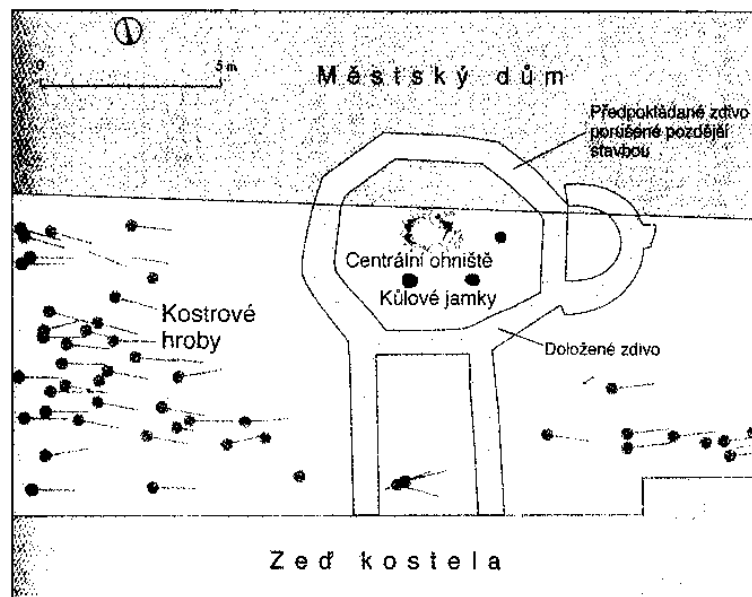 0 5 m
Městský dům
Předpokládané zdivo
porušené pozdější
stavbou
Centrální ohniště
Kůlové jamky
Kostrové
hroby
Doložené zdivo
Zeď kostela